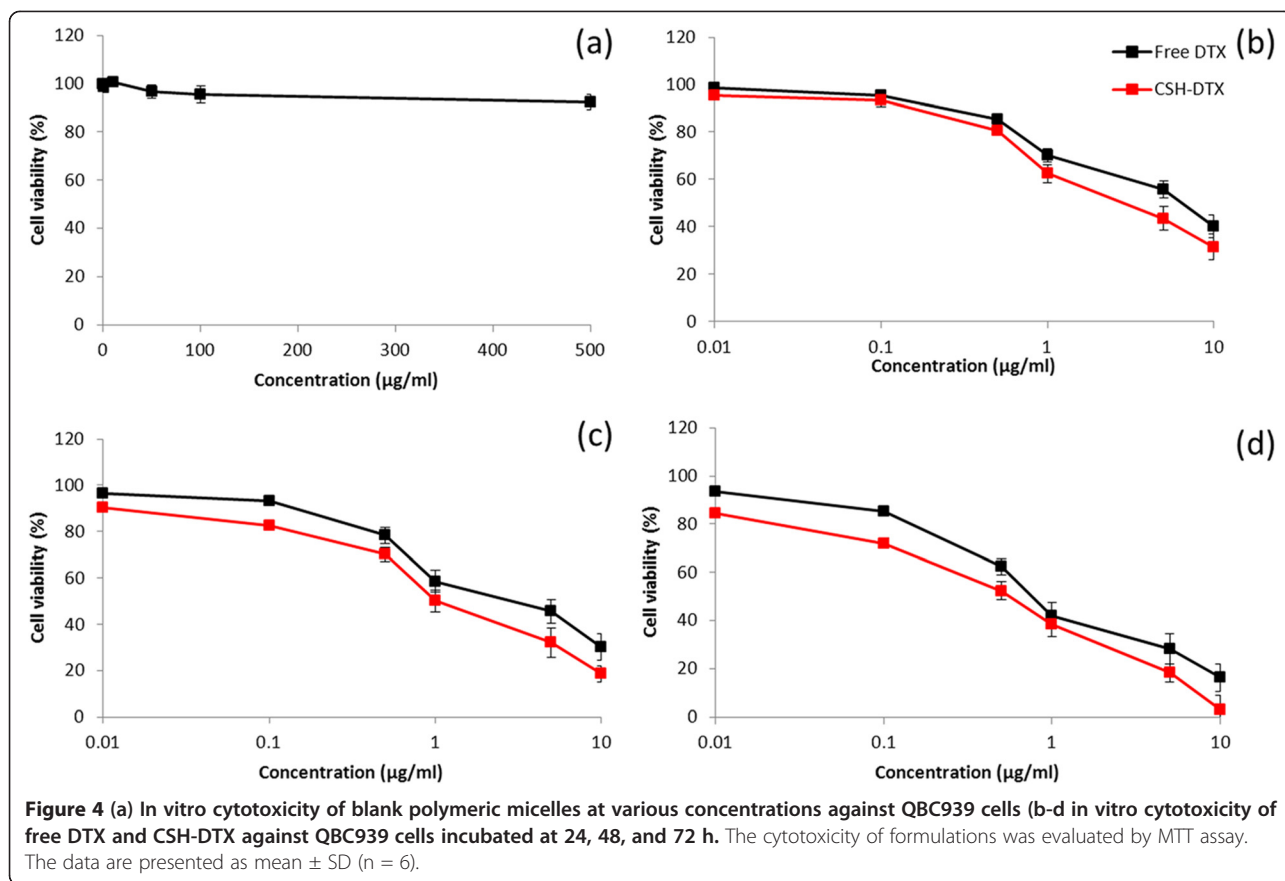 (a)
120
100
80
60
40
20
0
Cell viability (%)
0 100 200 300 400 500
Concentration (µg/ml)
(b)
Free DTX
CSH-DTX
120
100
80
60
40
20
0
Cell viability (%)
0.01 0.1 1 10
Concentration (µg/ml)
(c)
120
100
80
60
40
20
0
Cell viability (%)
0.01 0.1 1 10
Concentration (µg/ml)
(d)
120
100
80
60
40
20
0
Cell viability (%)
0.01 0.1 1 10
Concentration (µg/ml)
Figure 4 (a) In vitro cytotoxicity of blank polymeric micelles at various concentrations against QBC939 cells (b-d in vitro cytotoxicity of
free DTX and CSH-DTX against QBC939 cells incubated at 24, 48, and 72 h. The cytotoxicity of formulations was evaluated by MTT assay.
The data are presented as mean ± SD (n = 6).